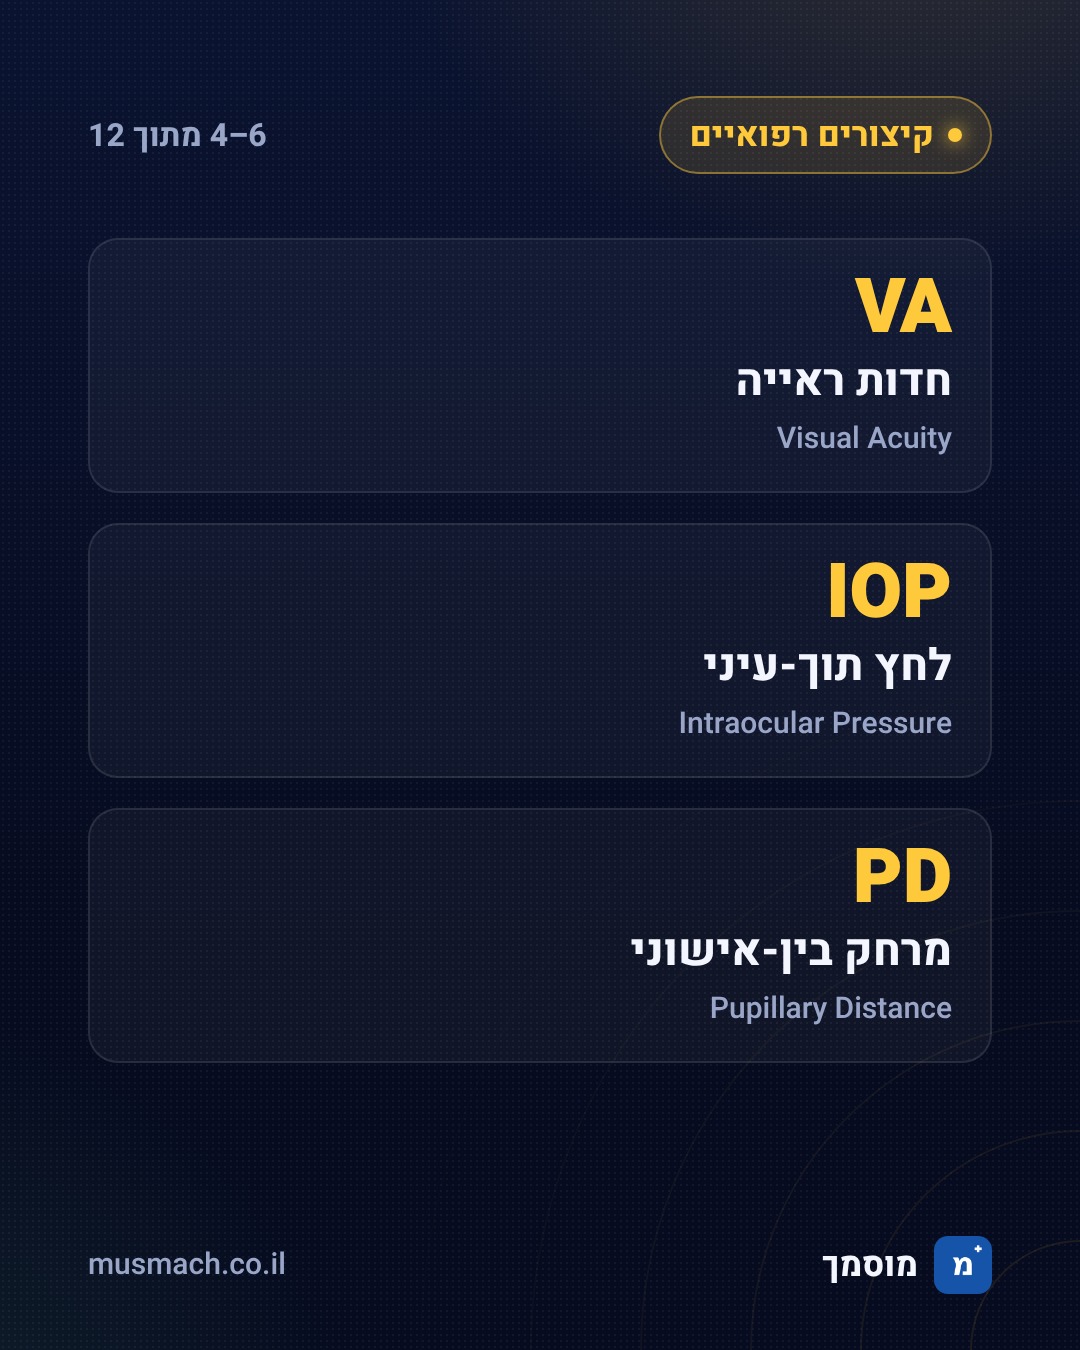 קיצורים רפואיים
4–6 מתוך 12
VA
חדות ראייה
Visual Acuity
IOP
לחץ תוך-עיני
Intraocular Pressure
PD
מרחק בין-אישוני
Pupillary Distance
מ
מוסמך
musmach.co.il